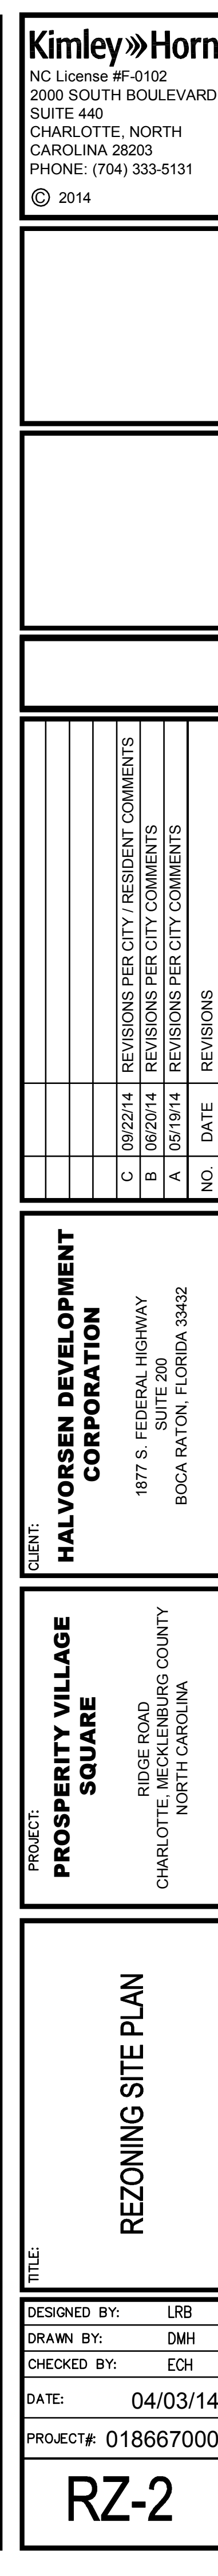 Kimley»Horn
NC License #F-0102
2000 SOUTH BOULEVARD
SUITE 440
CHARLOTTE, NORTH
CAROLINA 28203
PHONE: (704) 333-5131
© 2014
C 09/22/14 REVISIONS PER CITY / RESIDENT COMMENTS
B 06/20/14 REVISIONS PER CITY COMMENTS
A 05/19/14 REVISIONS PER CITY COMMENTS
NO. DATE REVISIONS
CLIENT:
HALVORSEN DEVELOPMENT
CORPORATION
1877 S. FEDERAL HIGHWAY
SUITE 200
BOCA RATON, FLORIDA 33432
PROJECT:
PROSPERITY VILLAGE
SQUARE
RIDGE ROAD
CHARLOTTE, MECKLENBURG COUNTY
NORTH CAROLINA
TITLE:
REZONING SITE PLAN
DESIGNED BY: LRB
DRAWN BY: DMH
CHECKED BY: ECH
DATE: 04/03/14
PROJECT#: 018667000
RZ-2